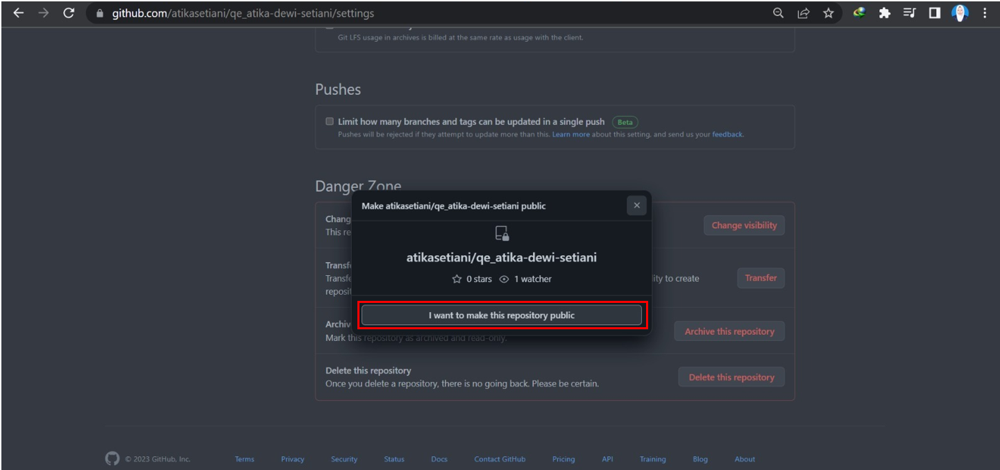 github.com/atikasetiani/qe_atika-dewi-setiani/settings
Git LFS usage in archives is billed at the same rate as usage with the client.
Pushes
Limit how many branches and tags can be updated in a single push Beta
Pushes will be rejected if they attempt to update more than this. Learn more about this setting, and send us your feedback.
Danger Zone
Make atikasetiani/qe_atika-dewi-setiani public
atikasetiani/qe_atika-dewi-setiani
0 stars 1 watcher
I want to make this repository public
Chang
This re
Change visibility
Transf
Transfe
ity to create
reposit
Transfer
Archiv
Mark this repository as archived and read-only.
Archive this repository
Delete this repository
Once you delete a repository, there is no going back. Please be certain.
Delete this repository
© 2023 GitHub, Inc. Terms Privacy Security Status Docs Contact GitHub Pricing API Training Blog About